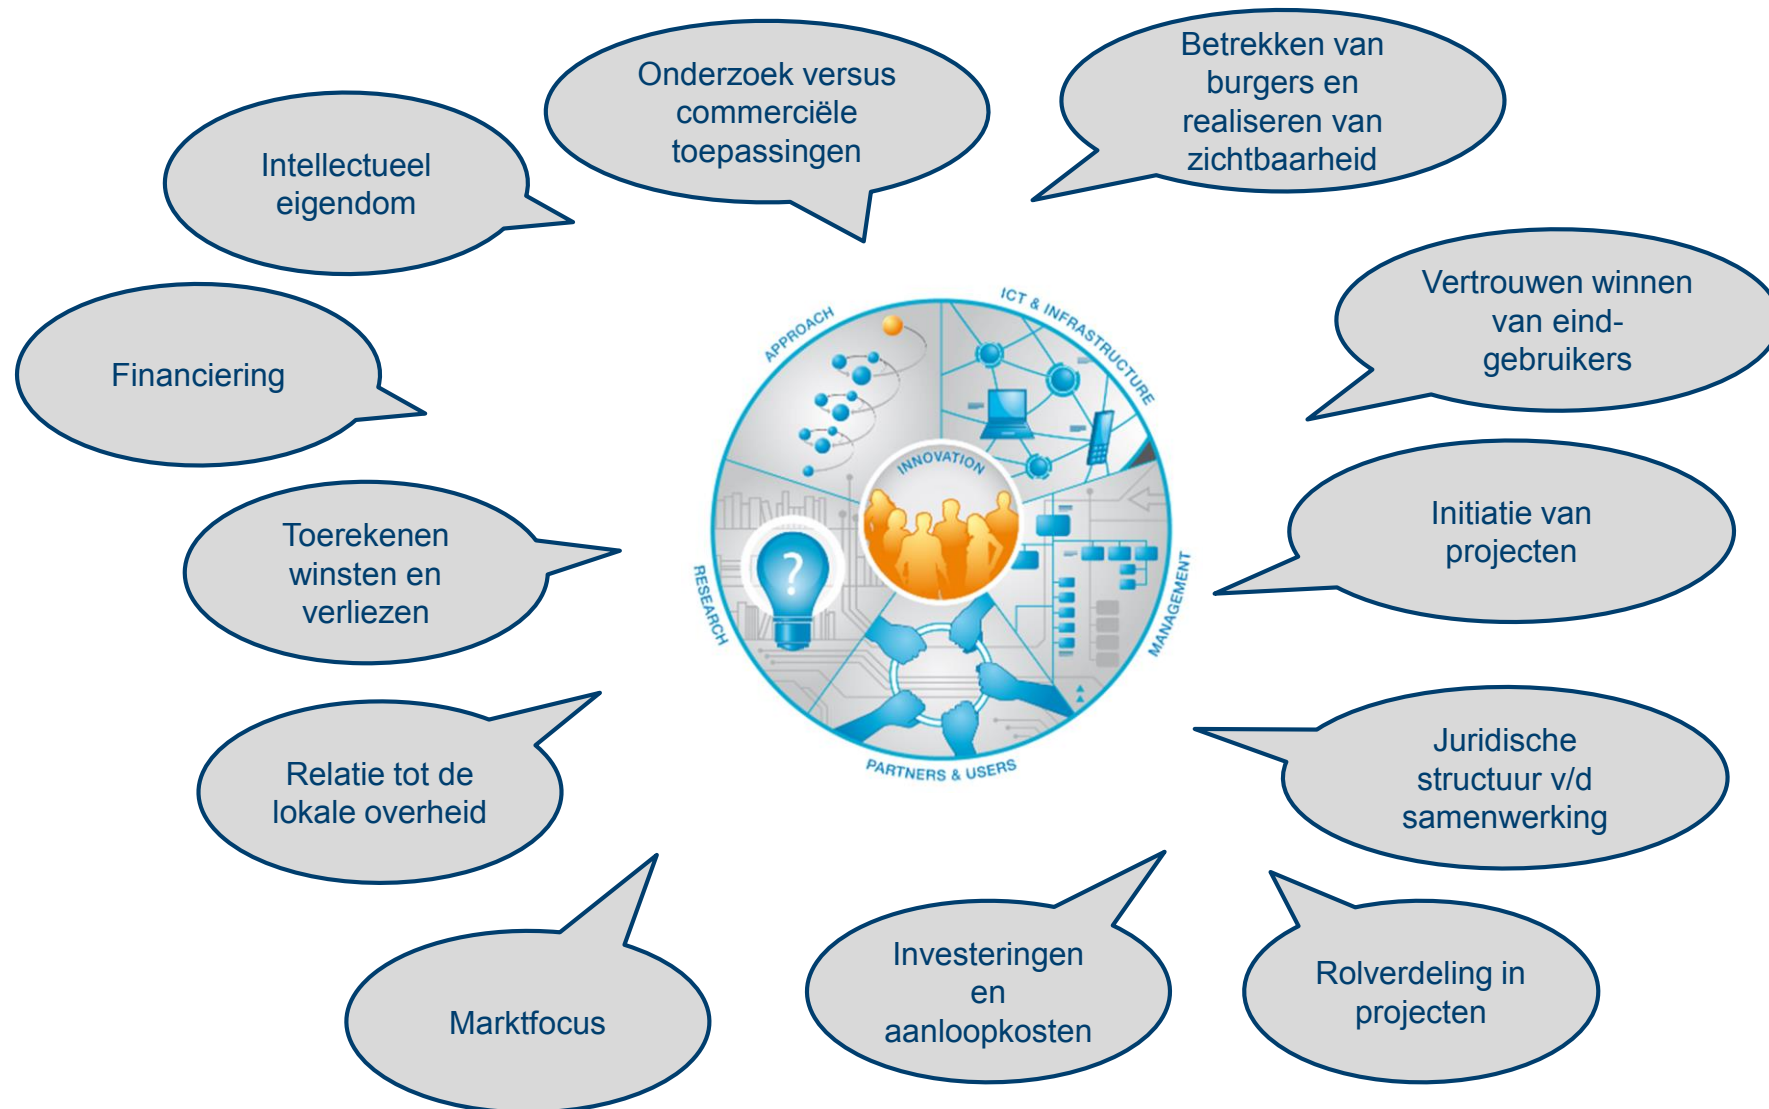 Betrekken van
burgers en
realiseren van
zichtbaarheid
Onderzoek versus
commerciële
toepassingen
Intellectueel
eigendom
Vertrouwen winnen
van eind-
gebruikers
Financiering
APPROACH
ICT & INFRASTRUCTURE
INNOVATION
?
RESEARCH
MANAGEMENT
PARTNERS & USERS
Initiatie van
projecten
Toerekenen
winsten en
verliezen
Juridische
structuur v/d
samenwerking
Relatie tot de
lokale overheid
Investeringen
en
aanloopkosten
Rolverdeling in
projecten
Marktfocus